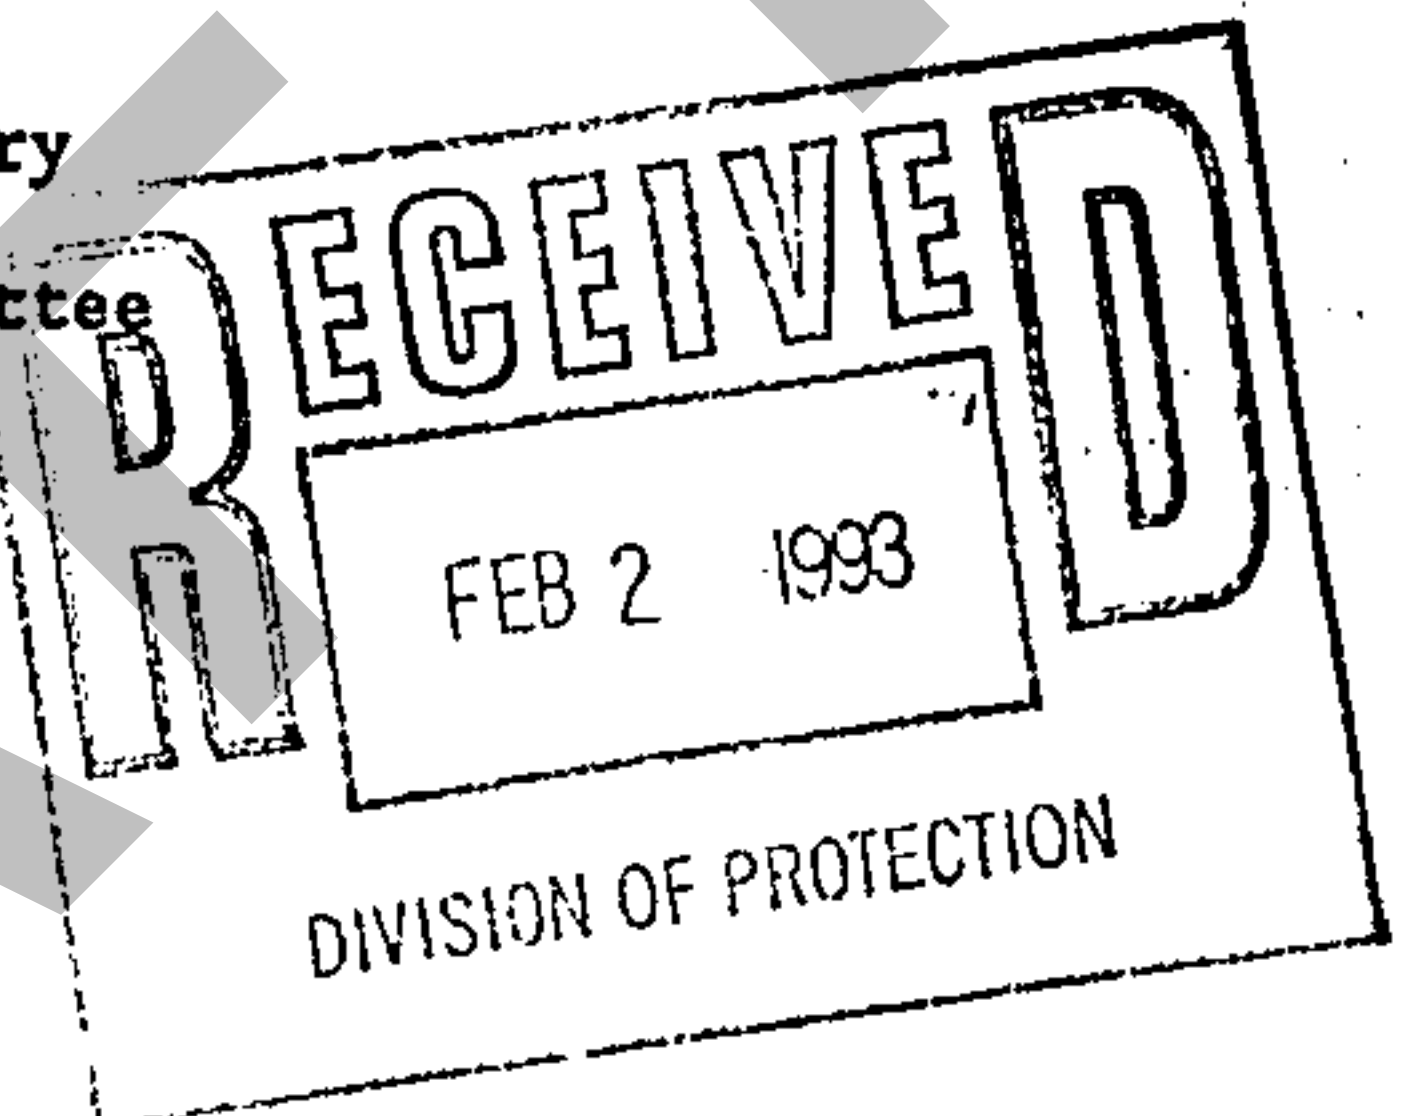 ry
ttee
RECEIVED
FEB 2 1993
DIVISION OF PROTECTION